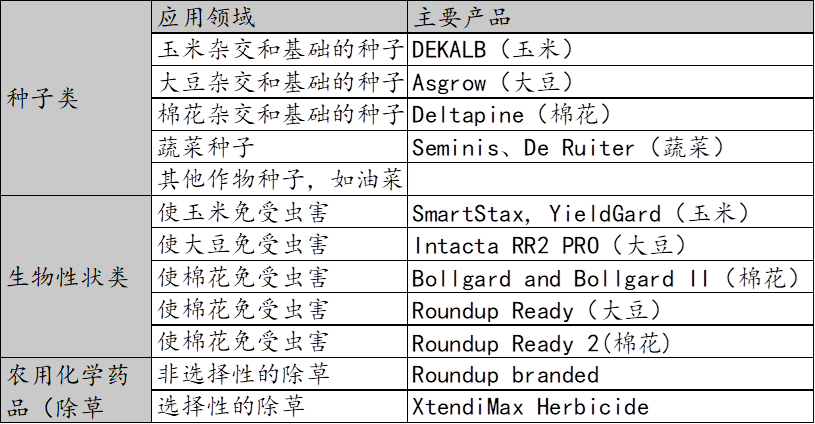 应用领域 主要产品
种子类
玉米杂交和基础的种子 DEKALB（玉米）
大豆杂交和基础的种子 Asgrow（大豆）
棉花杂交和基础的种子 Deltapine（棉花）
蔬菜种子 Seminis、De Ruiter（蔬菜）
其他作物种子，如油菜
生物性状类
使玉米免受虫害 SmartStax, YieldGard（玉米）
使大豆免受虫害 Intacta RR2 PRO（大豆）
使棉花免受虫害 Bollgard and Bollgard II（棉花）
使棉花免受虫害 Roundup Ready（大豆）
使棉花免受虫害 Roundup Ready 2(棉花)
农用化学药
品（除草
非选择性的除草 Roundup branded
选择性的除草 XtendiMax Herbicide